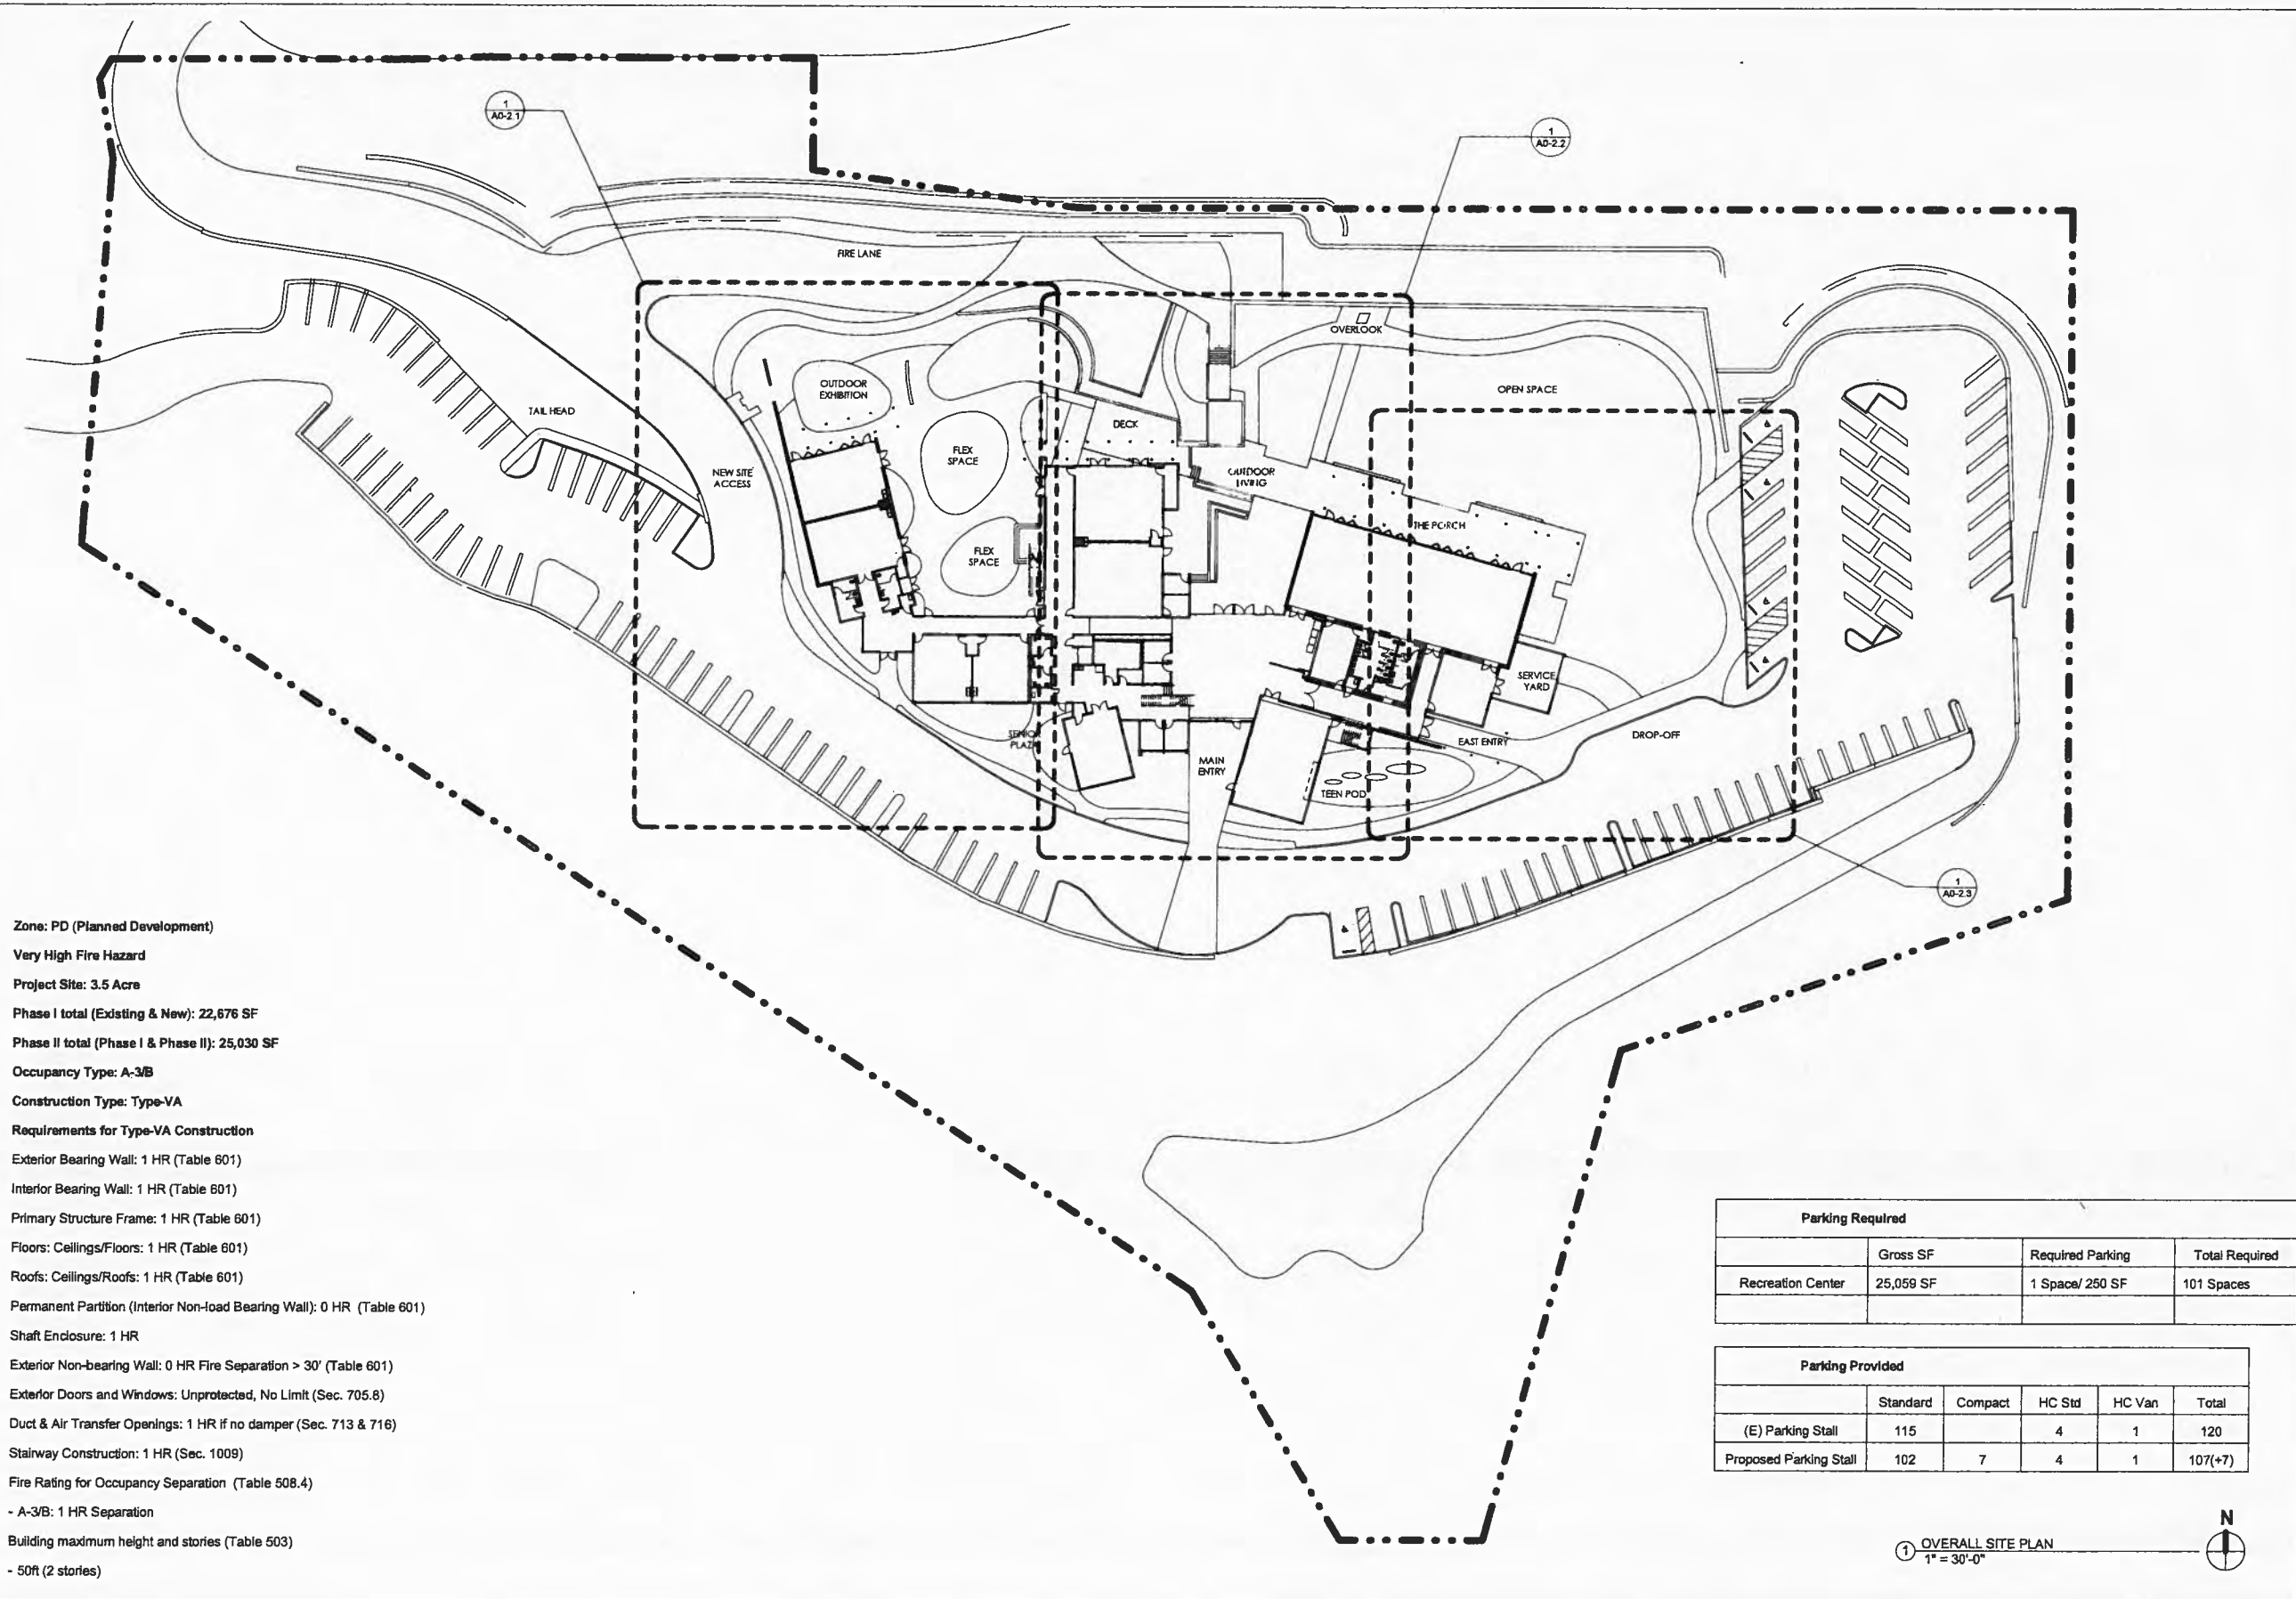 1
A0-2.1
1
A0-2.2
FIRE LANE
OVERLOOK
OUTDOOR
EXHIBITION
OPEN SPACE
TAIL HEAD
DECK
FLEX
SPACE
NEW SITE
ACCESS
OUTDOOR
LIVING
THE PORCH
FLEX
SPACE
SERVICE
YARD
SENIOR
PLAZA
EAST ENTRY
DROP-OFF
MAIN
ENTRY
TEEN POD
1
A0-2.3
Zone: PD (Planned Development)
Very High Fire Hazard
Project Site: 3.5 Acre
Phase I total (Existing & New): 22,676 SF
Phase II total (Phase I & Phase II): 25,030 SF
Occupancy Type: A-3/B
Construction Type: Type-VA
Requirements for Type-VA Construction
Exterior Bearing Wall: 1 HR (Table 601)
Interior Bearing Wall: 1 HR (Table 601)
Primary Structure Frame: 1 HR (Table 601)
Floors: Ceilings/Floors: 1 HR (Table 601)
Roofs: Ceilings/Roofs: 1 HR (Table 601)
Permanent Partition (Interior Non-load Bearing Wall): 0 HR (Table 601)
Shaft Enclosure: 1 HR
Exterior Non-bearing Wall: 0 HR Fire Separation > 30' (Table 601)
Exterior Doors and Windows: Unprotected, No Limit (Sec. 705.8)
Duct & Air Transfer Openings: 1 HR if no damper (Sec. 713 & 716)
Stairway Construction: 1 HR (Sec. 1009)
Fire Rating for Occupancy Separation (Table 508.4)
- A-3/B: 1 HR Separation
Building maximum height and stories (Table 503)
- 50ft (2 stories)
Parking Required
Gross SF Required Parking Total Required
Recreation Center 25,059 SF 1 Space/ 250 SF 101 Spaces
Parking Provided
Standard Compact HC Std HC Van Total
(E) Parking Stall 115 4 1 120
Proposed Parking Stall 102 7 4 1 107(+7)
N
1 OVERALL SITE PLAN
1" = 30'-0"